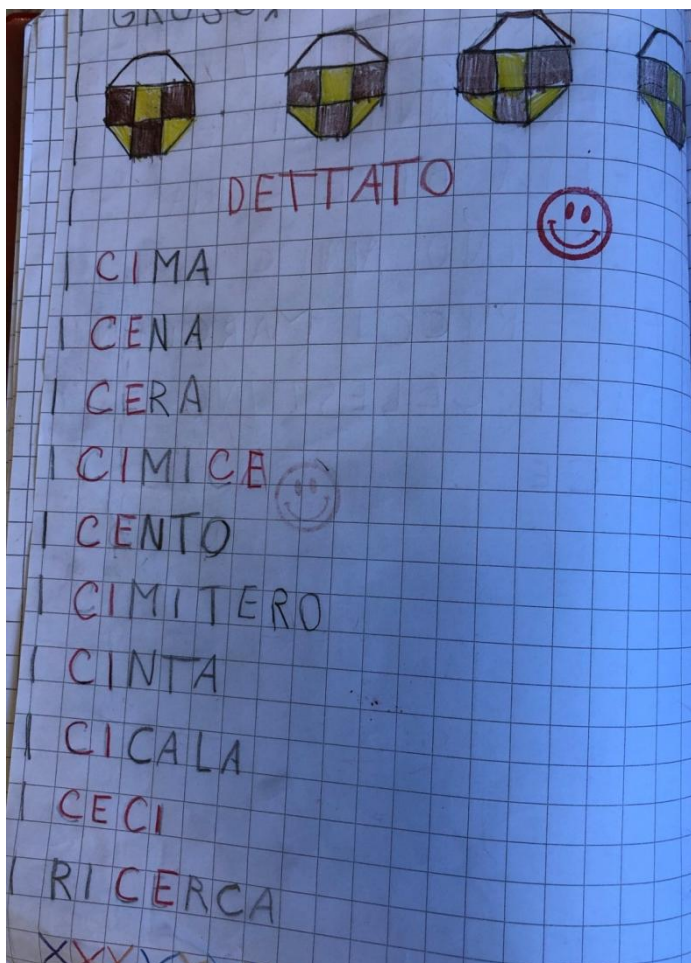 DETTATO
CIMA
CENA
CERA
CIMICE
CENTO
CIMITERO
CINTA
CICALA
CECI
RICERCA